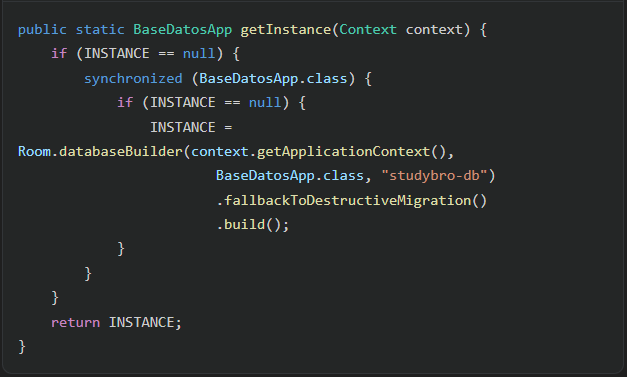 public static BaseDatosApp getInstance(Context context) {
    if (INSTANCE == null) {
        synchronized (BaseDatosApp.class) {
            if (INSTANCE == null) {
                INSTANCE =
Room.databaseBuilder(context.getApplicationContext(),
                        BaseDatosApp.class, "studybro-db")
                        .fallbackToDestructiveMigration()
                        .build();
            }
        }
    }
    return INSTANCE;
}